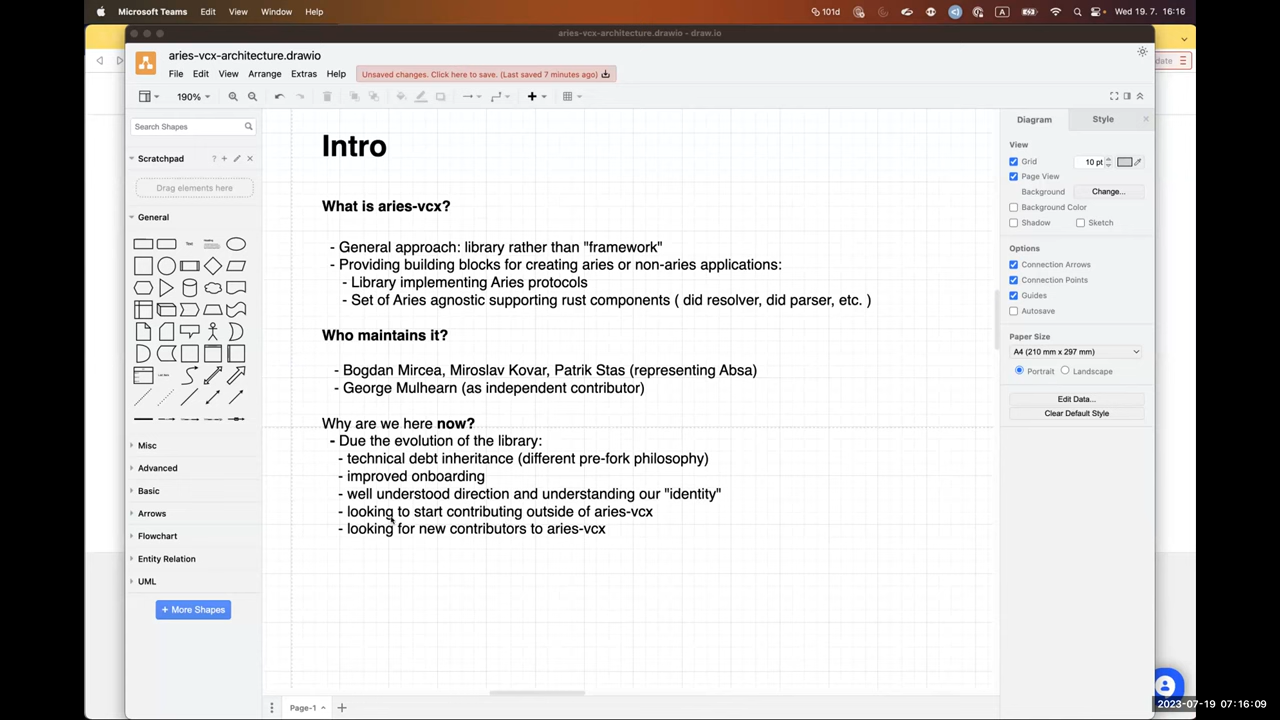 Microsoft Teams Edit View Window Help 101d A Wed 19. 7. 16:16
aries-vcx-architecture.drawio - draw.io
aries-vcx-architecture.drawio
File Edit View Arrange Extras Help Unsaved changes. Click here to save. (Last saved 7 minutes ago)
date
190%
Search Shapes
Scratchpad
Drag elements here
General
Text
Misc
Advanced
Basic
Arrows
Flowchart
Entity Relation
UML
+ More Shapes
Intro
What is aries-vcx?
- General approach: library rather than "framework"
- Providing building blocks for creating aries or non-aries applications:
- Library implementing Aries protocols
- Set of Aries agnostic supporting rust components ( did resolver, did parser, etc. )
Who maintains it?
- Bogdan Mircea, Miroslav Kovar, Patrik Stas (representing Absa)
- George Mulhearn (as independent contributor)
Why are we here now?
- Due the evolution of the library:
- technical debt inheritance (different pre-fork philosophy)
- improved onboarding
- well understood direction and understanding our "identity"
- looking to start contributing outside of aries-vcx
- looking for new contributors to aries-vcx
Diagram Style
View
Grid 10 pt
Page View
Background Change...
Background Color
Shadow Sketch
Options
Connection Arrows
Connection Points
Guides
Autosave
Paper Size
A4 (210 mm x 297 mm)
Portrait Landscape
Edit Data...
Clear Default Style
Page-1
2023-07-19 07:16:09